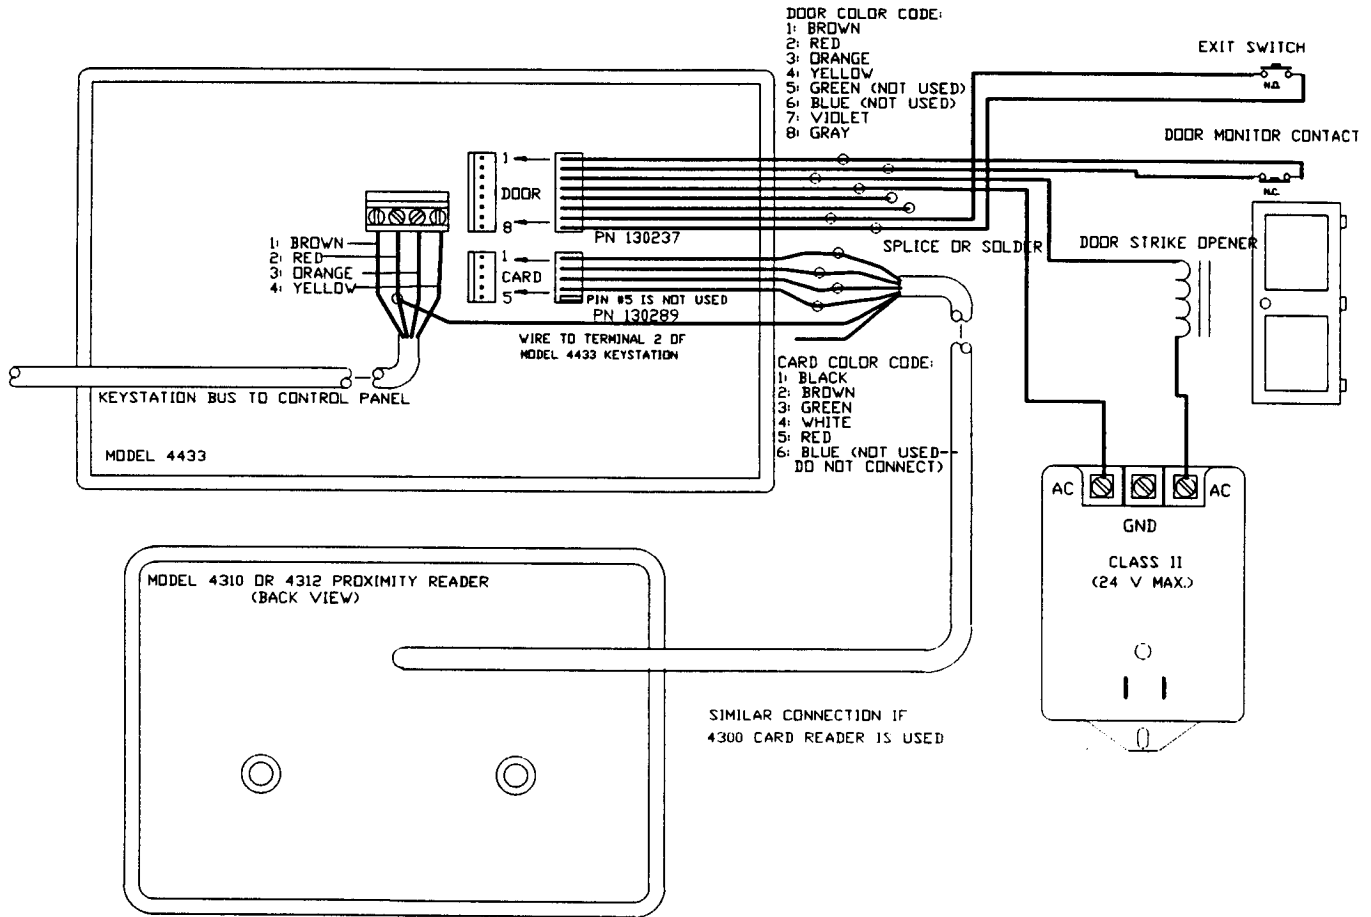 DOOR COLOR CODE:
1: BROWN
2: RED
3: ORANGE
4: YELLOW
5: GREEN (NOT USED)
6: BLUE (NOT USED)
7: VIOLET
8: GRAY
EXIT SWITCH
N.O.
DOOR MONITOR CONTACT
N.C.
1
DOOR
8
PN 130237
SPLICE OR SOLDER
DOOR STRIKE OPENER
1: BROWN
2: RED
3: ORANGE
4: YELLOW
1
CARD
5
PIN #5 IS NOT USED
PN 130289
WIRE TO TERMINAL 2 OF
MODEL 4433 KEYSTATION
CARD COLOR CODE:
1: BLACK
2: BROWN
3: GREEN
4: WHITE
5: RED
6: BLUE (NOT USED
DO NOT CONNECT)
KEYSTATION BUS TO CONTROL PANEL
MODEL 4433
AC
AC
GND
CLASS II
(24 V MAX.)
MODEL 4310 OR 4312 PROXIMITY READER
(BACK VIEW)
SIMILAR CONNECTION IF
4300 CARD READER IS USED